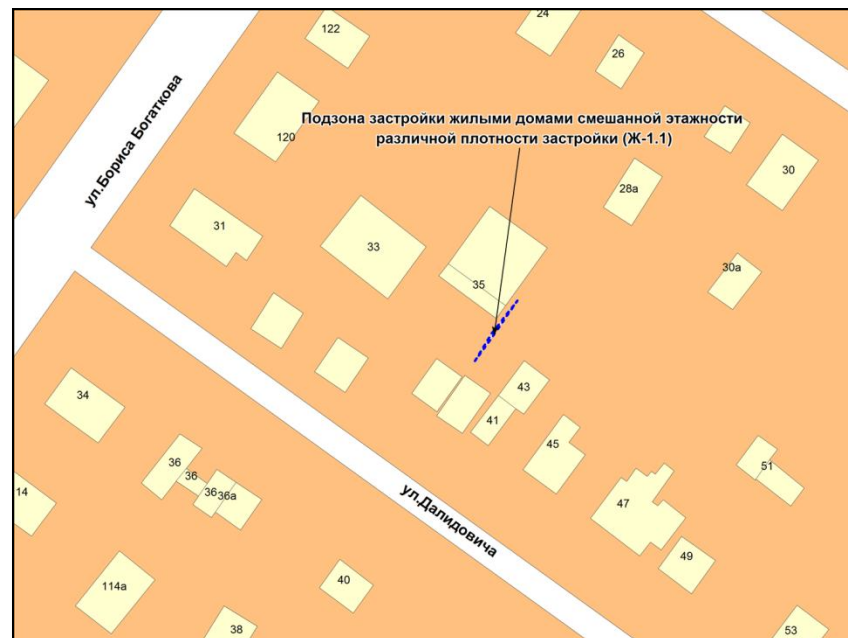 122
24
26
120
Подзона застройки жилыми домами смешанной этажности
различной плотности застройки (Ж-1.1)
30
28а
ул.Бориса Богаткова
31
33
30а
35
43
34
41
45
36
36
36
36а
51
14
47
ул.Далидовича
49
114а
40
38
53